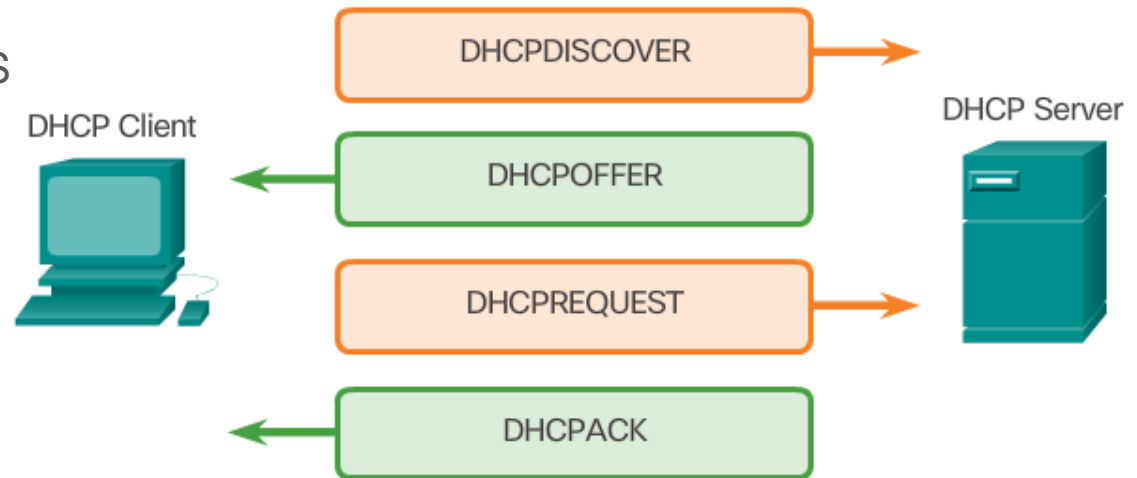 S
DHCPDISCOVER
DHCP Client
DHCP Server
DHCPOFFER
DHCPREQUEST
DHCPACK